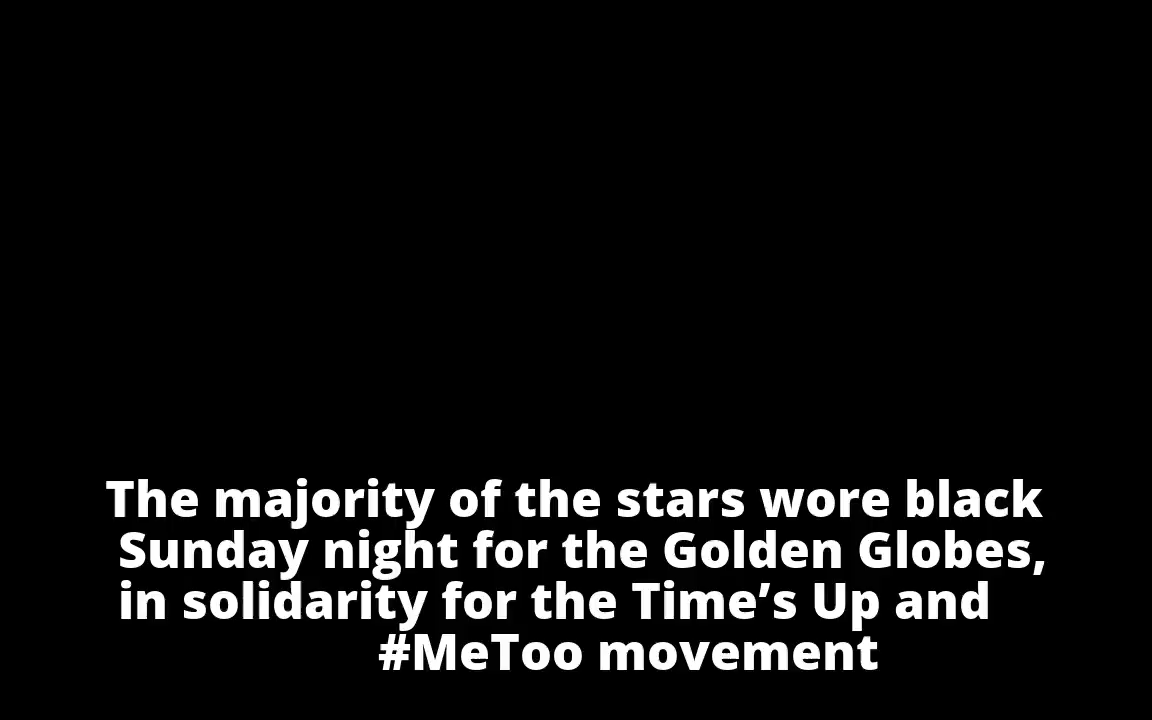 The majority of the stars wore black
Sunday night for the Golden Globes,
in solidarity for the Time’s Up and
#MeToo movement